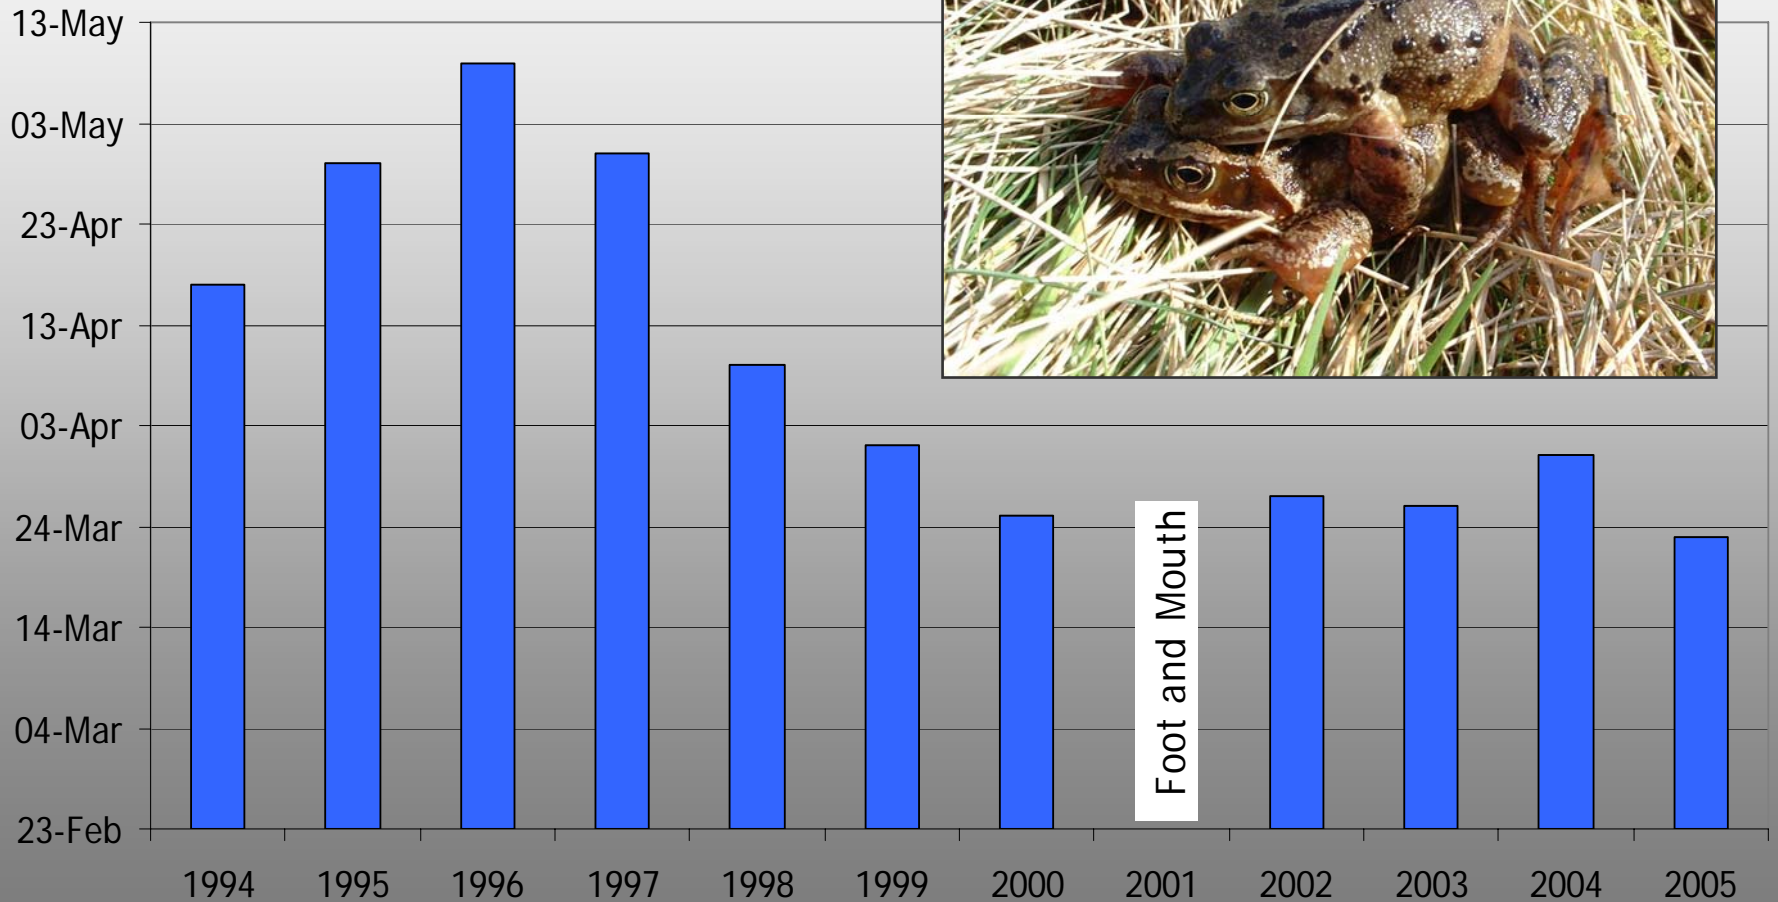 13-May
03-May
23-Apr
13-Apr
03-Apr
24-Mar
14-Mar
04-Mar
23-Feb
Foot and Mouth
1994 1995 1996 1997 1998 1999 2000 2001 2002 2003 2004 2005